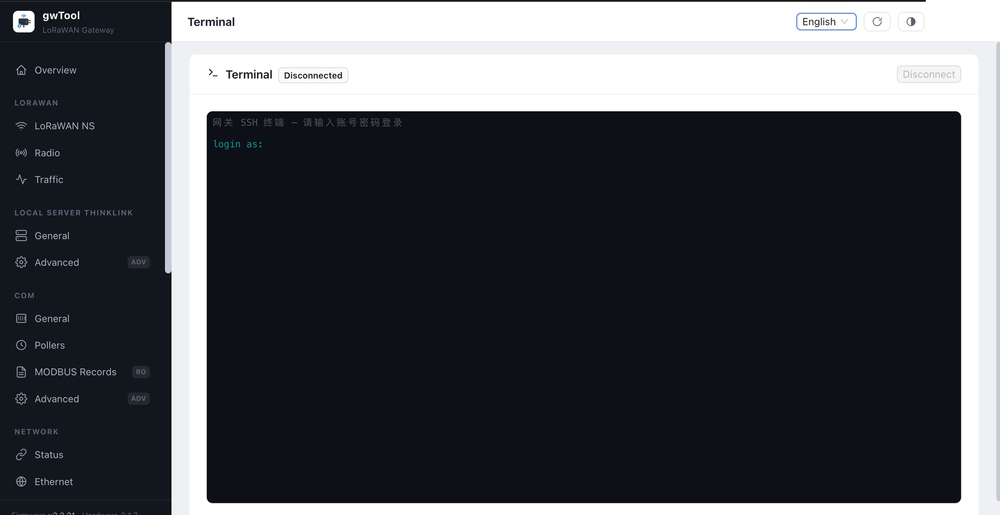 gwTool
LoRaWAN Gateway
Overview
LORAWAN
LoRaWAN NS
Radio
Traffic
LOCAL SERVER THINKLINK
General
Advanced ADV
COM
General
Pollers
MODBUS Records RO
Advanced ADV
NETWORK
Status
Ethernet
Terminal
English
Terminal Disconnected
Disconnect
网关 SSH 终端 — 请输入账号密码登录
login as: